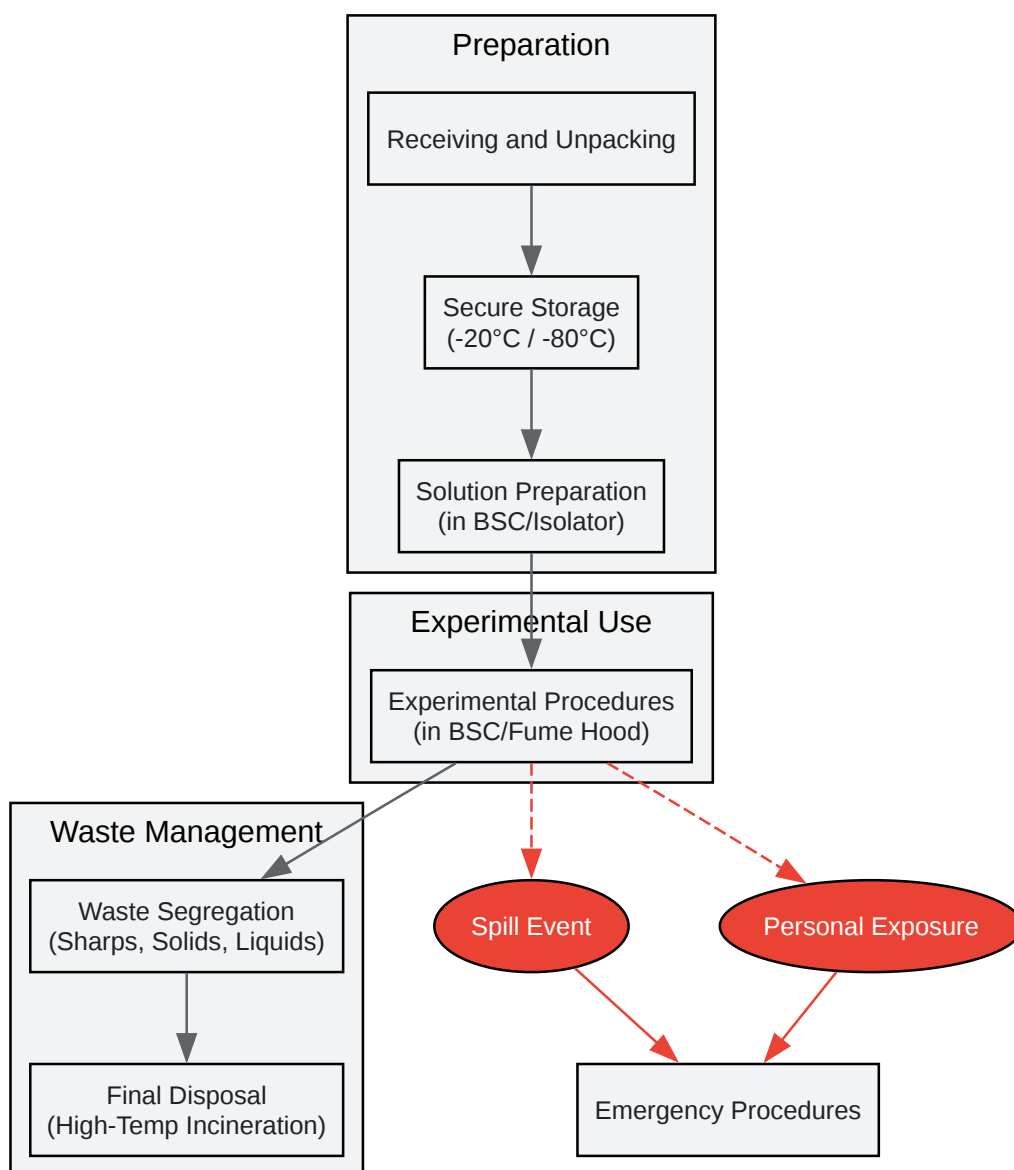 Preparation
Receiving and Unpacking
Secure Storage
(-20°C / -80°C)
Solution Preparation
(in BSC/Isolator)
Experimental Use
Experimental Procedures
(in BSC/Fume Hood)
Waste Management
Waste Segregation
(Sharps, Solids, Liquids)
Spill Event
Personal Exposure
Final Disposal
(High-Temp Incineration)
Emergency Procedures